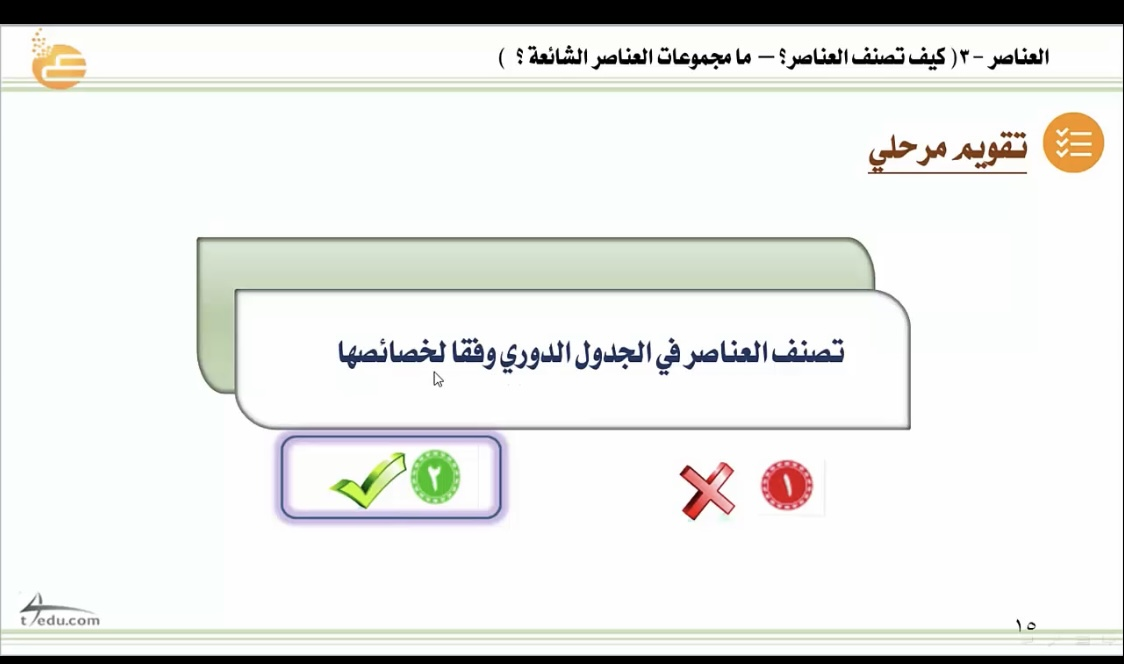 العناصر - ٣( كيف تصنف العناصر؟ – ما مجموعات العناصر الشائعة ؟ )
تقويم مرحلي
تصنف العناصر في الجدول الدوري وفقا لخصائصها
١
٢
t4edu.com
١٥